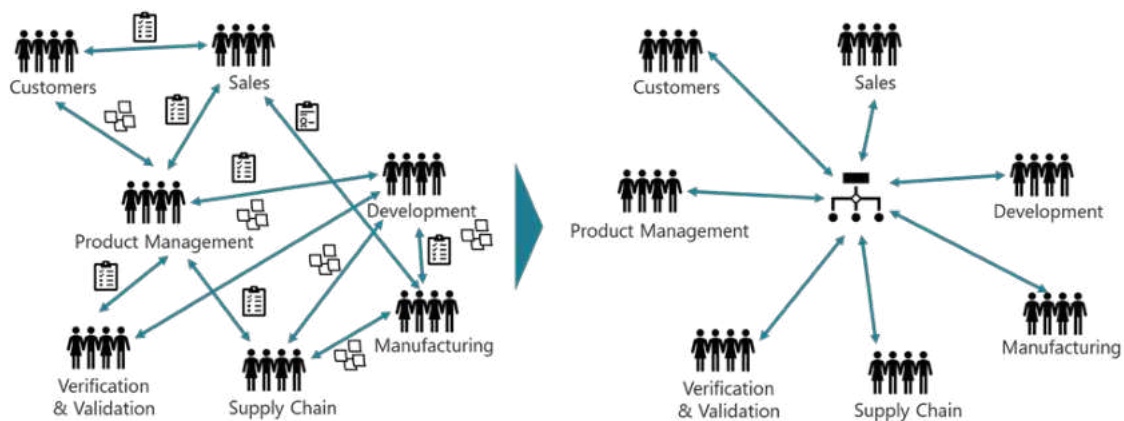 Customers
Sales
Product Management
Development
Verification
& Validation
Supply Chain
Manufacturing
Customers
Sales
Product Management
Development
Verification
& Validation
Supply Chain
Manufacturing